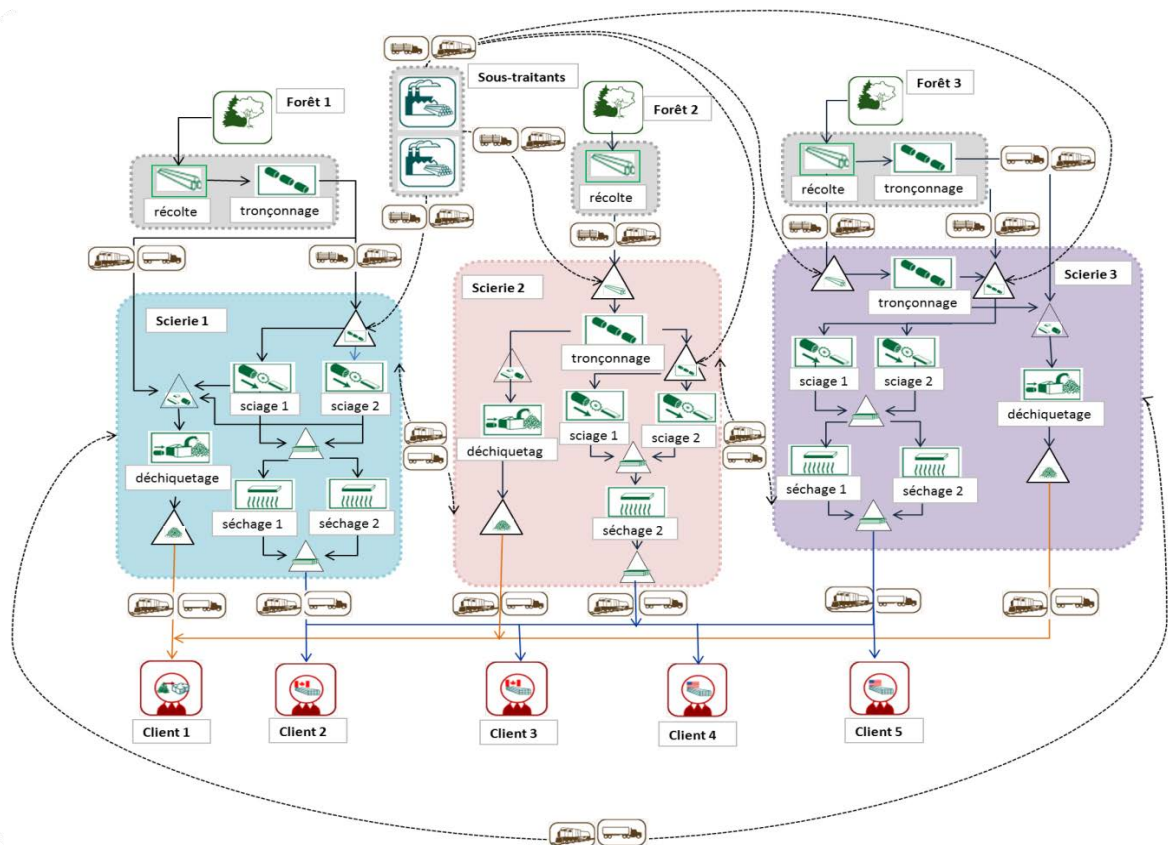 Sous-traitants
Forêt 1
Forêt 2
Forêt 3
récolte
tronçonnage
récolte
récolte
tronçonnage
Scierie 1
Scierie 2
Scierie 3
tronçonnage
tronçonnage
sciage 1
sciage 2
sciage 1
sciage 2
sciage 1
sciage 2
déchiquetage
déchiquetag
déchiquetage
séchage 1
séchage 2
séchage 2
séchage 1
séchage 2
Client 1
Client 2
Client 3
Client 4
Client 5